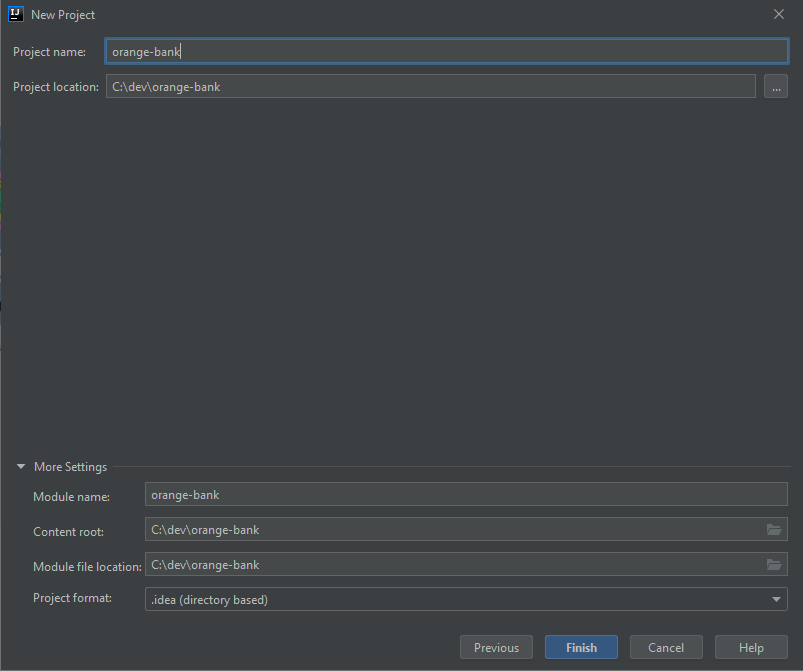 IJ New Project
Project name: orange-bank
Project location: C:\dev\orange-bank ...
More Settings
Module name: orange-bank
Content root: C:\dev\orange-bank
Module file location: C:\dev\orange-bank
Project format: .idea (directory based)
Previous Finish Cancel Help